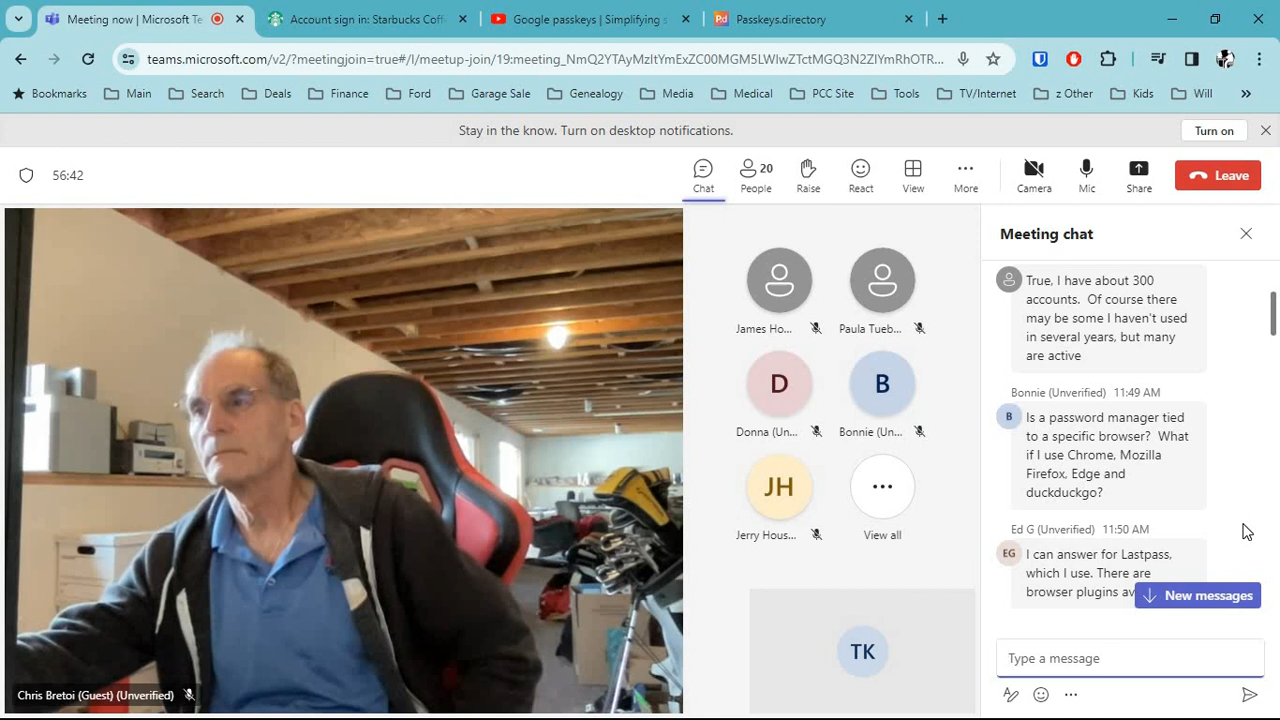 Meeting now | Microsoft Te
Account sign in: Starbucks Coff
Google passkeys | Simplifying s
Passkeys.directory
teams.microsoft.com/v2/?meetingjoin=true#/l/meetup-join/19:meeting_NmQ2YTAyMzItYmExZC00MGM5LWIwZTctMGQ3N2ZlYmRhOTR...
Bookmarks
Main
Search
Deals
Finance
Ford
Garage Sale
Genealogy
Media
Medical
PCC Site
Tools
TV/Internet
z Other
Kids
Will
»
Stay in the know. Turn on desktop notifications.
Turn on
56:42
Chat
20
People
Raise
React
View
More
Camera
Mic
Share
Leave
Meeting chat
True, I have about 300
accounts. Of course there
may be some I haven't used
in several years, but many
are active
Bonnie (Unverified) 11:49 AM
B
Is a password manager tied
to a specific browser? What
if I use Chrome, Mozilla
Firefox, Edge and
duckduckgo?
Ed G (Unverified) 11:50 AM
EG
I can answer for Lastpass,
which I use. There are
browser plugins av
New messages
Type a message
James Ho...
Paula Tueb...
D
B
Donna (Un...
Bonnie (Un...
JH
Jerry Hous...
View all
TK
Chris Bretoi (Guest) (Unverified)